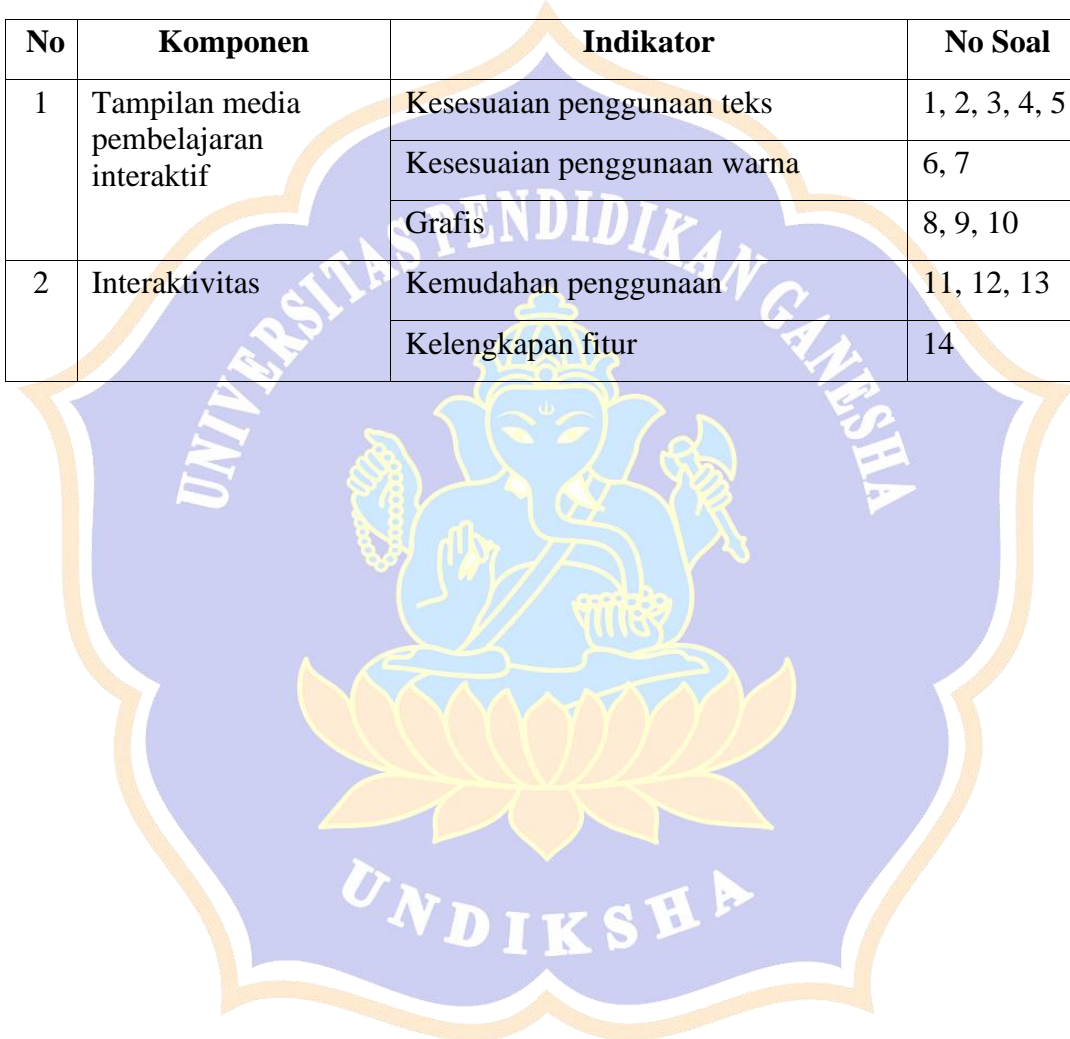 No Komponen Indikator No Soal
1 Tampilan media pembelajaran interaktif Kesesuaian penggunaan teks 1, 2, 3, 4, 5
Kesesuaian penggunaan warna 6, 7
Grafis 8, 9, 10
2 Interaktivitas Kemudahan penggunaan 11, 12, 13
Kelengkapan fitur 14
UNIVERSITAS PENDIDIKAN GANESHA
UNDIKSHA